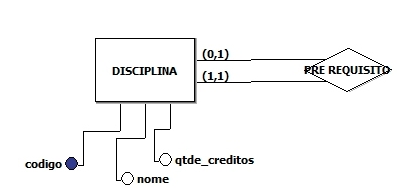 (0,1)
DISCIPLINA
PRE REQUISITO
(1,1)
codigo
qtde_creditos
nome